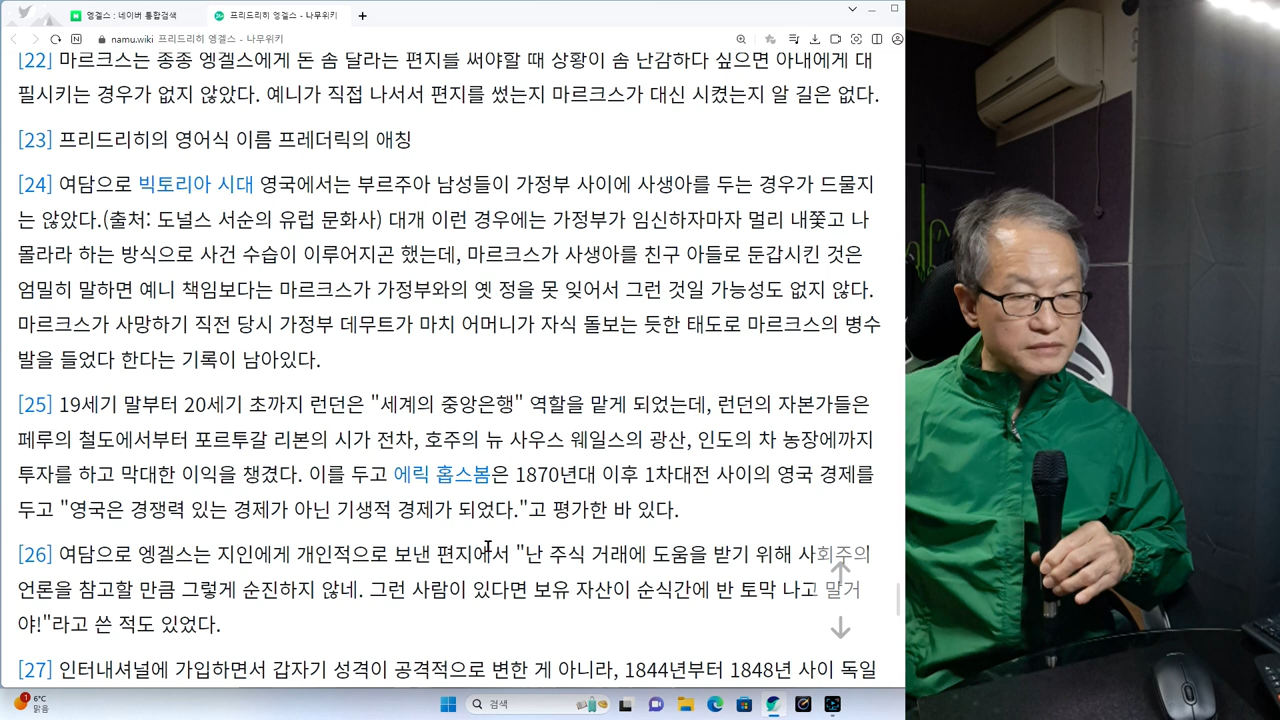 엥겔스 : 네이버 통합검색
프리드리히 엥겔스 - 나무위키
namu.wiki 프리드리히 엥겔스 - 나무위키
[22] 마르크스는 종종 엥겔스에게 돈 좀 달라는 편지를 써야할 때 상황이 좀 난감하다 싶으면 아내에게 대
필시키는 경우가 없지 않았다. 예니가 직접 나서서 편지를 썼는지 마르크스가 대신 시켰는지 알 길은 없다.
[23] 프리드리히의 영어식 이름 프레더릭의 애칭
[24] 여담으로 빅토리아 시대 영국에서는 부르주아 남성들이 가정부 사이에 사생아를 두는 경우가 드물지
는 않았다.(출처: 도널스 서순의 유럽 문화사) 대개 이런 경우에는 가정부가 임신하자마자 멀리 내쫓고 나
몰라라 하는 방식으로 사건 수습이 이루어지곤 했는데, 마르크스가 사생아를 친구 아들로 둔갑시킨 것은
엄밀히 말하면 예니 책임보다는 마르크스가 가정부와의 옛 정을 못 잊어서 그런 것일 가능성도 없지 않다.
마르크스가 사망하기 직전 당시 가정부 데무트가 마치 어머니가 자식 돌보는 듯한 태도로 마르크스의 병수
발을 들었다 한다는 기록이 남아있다.
[25] 19세기 말부터 20세기 초까지 런던은 "세계의 중앙은행" 역할을 맡게 되었는데, 런던의 자본가들은
페루의 철도에서부터 포르투갈 리본의 시가 전차, 호주의 뉴 사우스 웨일스의 광산, 인도의 차 농장에까지
투자를 하고 막대한 이익을 챙겼다. 이를 두고 에릭 홉스봄은 1870년대 이후 1차대전 사이의 영국 경제를
두고 "영국은 경쟁력 있는 경제가 아닌 기생적 경제가 되었다."고 평가한 바 있다.
[26] 여담으로 엥겔스는 지인에게 개인적으로 보낸 편지에서 "난 주식 거래에 도움을 받기 위해 사회주의
언론을 참고할 만큼 그렇게 순진하지 않네. 그런 사람이 있다면 보유 자산이 순식간에 반 토막 나고 말거
야!"라고 쓴 적도 있었다.
[27] 인터내셔널에 가입하면서 갑자기 성격이 공격적으로 변한 게 아니라, 1844년부터 1848년 사이 독일
6°C
맑음
검색